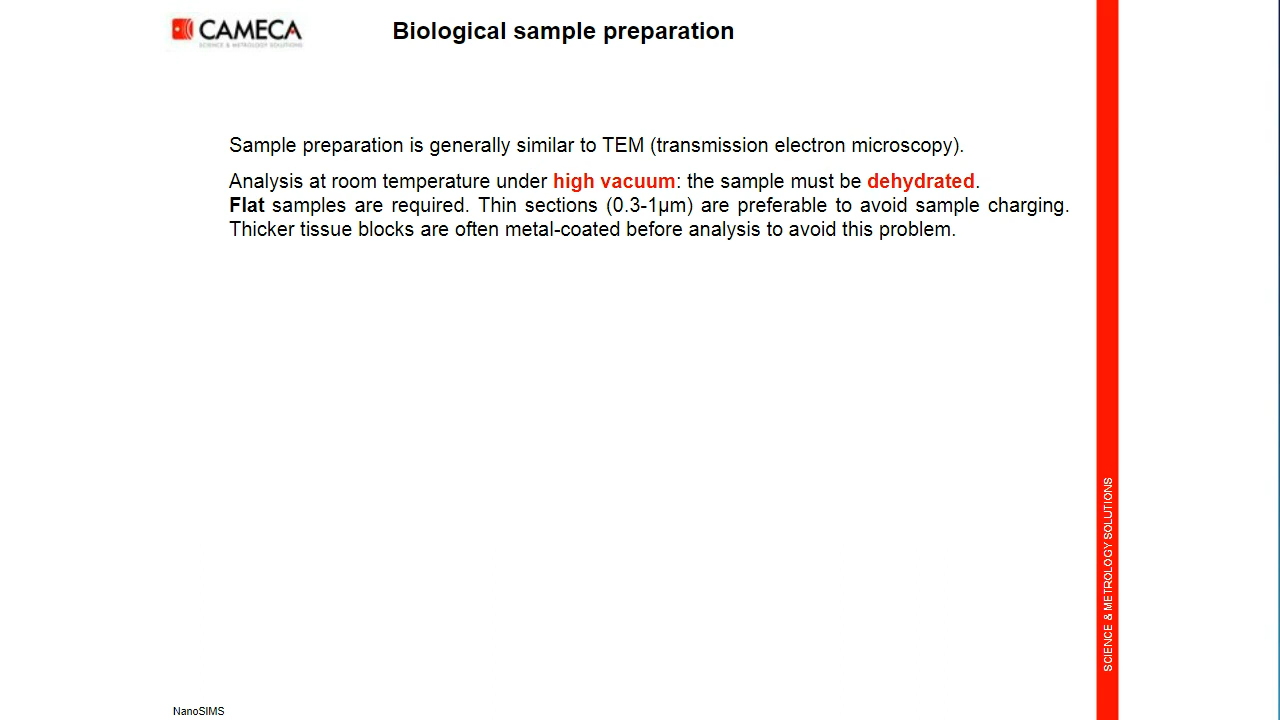 CAMECA
SCIENCE & METROLOGY SOLUTIONS
Biological sample preparation
Sample preparation is generally similar to TEM (transmission electron microscopy).
Analysis at room temperature under high vacuum: the sample must be dehydrated.
Flat samples are required. Thin sections (0.3-1µm) are preferable to avoid sample charging.
Thicker tissue blocks are often metal-coated before analysis to avoid this problem.
SCIENCE & METROLOGY SOLUTIONS
NanoSIMS